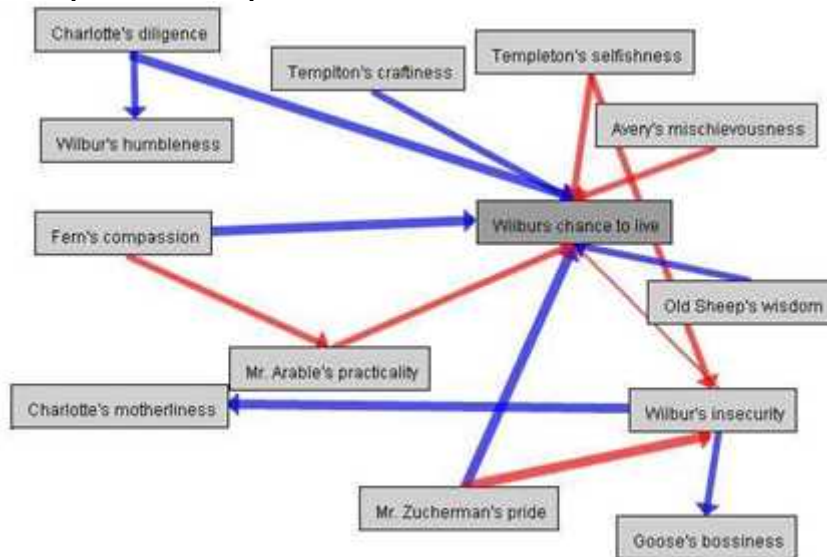 Charlotte's diligence
Templton's craftiness
Templeton's selfishness
Avery's mischievousness
Wilbur's humbleness
Wilburs chance to live
Fern's compassion
Old Sheep's wisdom
Mr. Arable's practicality
Charlotte's motherliness
Wilbur's insecurity
Mr. Zucherman's pride
Goose's bossiness